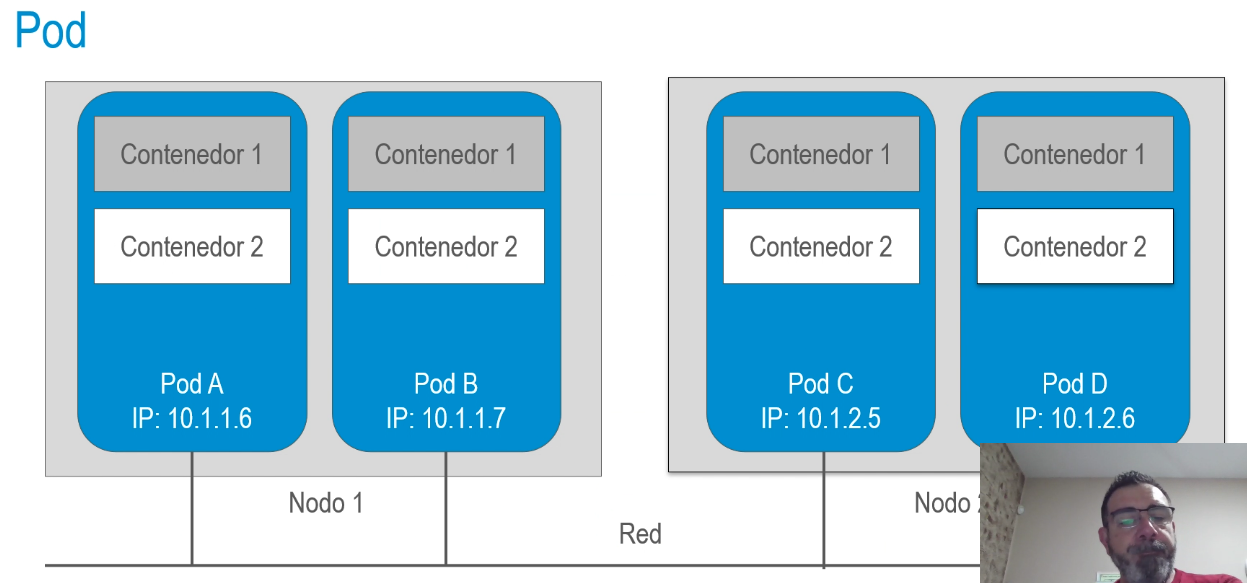 Pod
Contenedor 1
Contenedor 2
Pod A
IP: 10.1.1.6
Contenedor 1
Contenedor 2
Pod B
IP: 10.1.1.7
Nodo 1
Contenedor 1
Contenedor 2
Pod C
IP: 10.1.2.5
Contenedor 1
Contenedor 2
Pod D
IP: 10.1.2.6
Nodo
Red